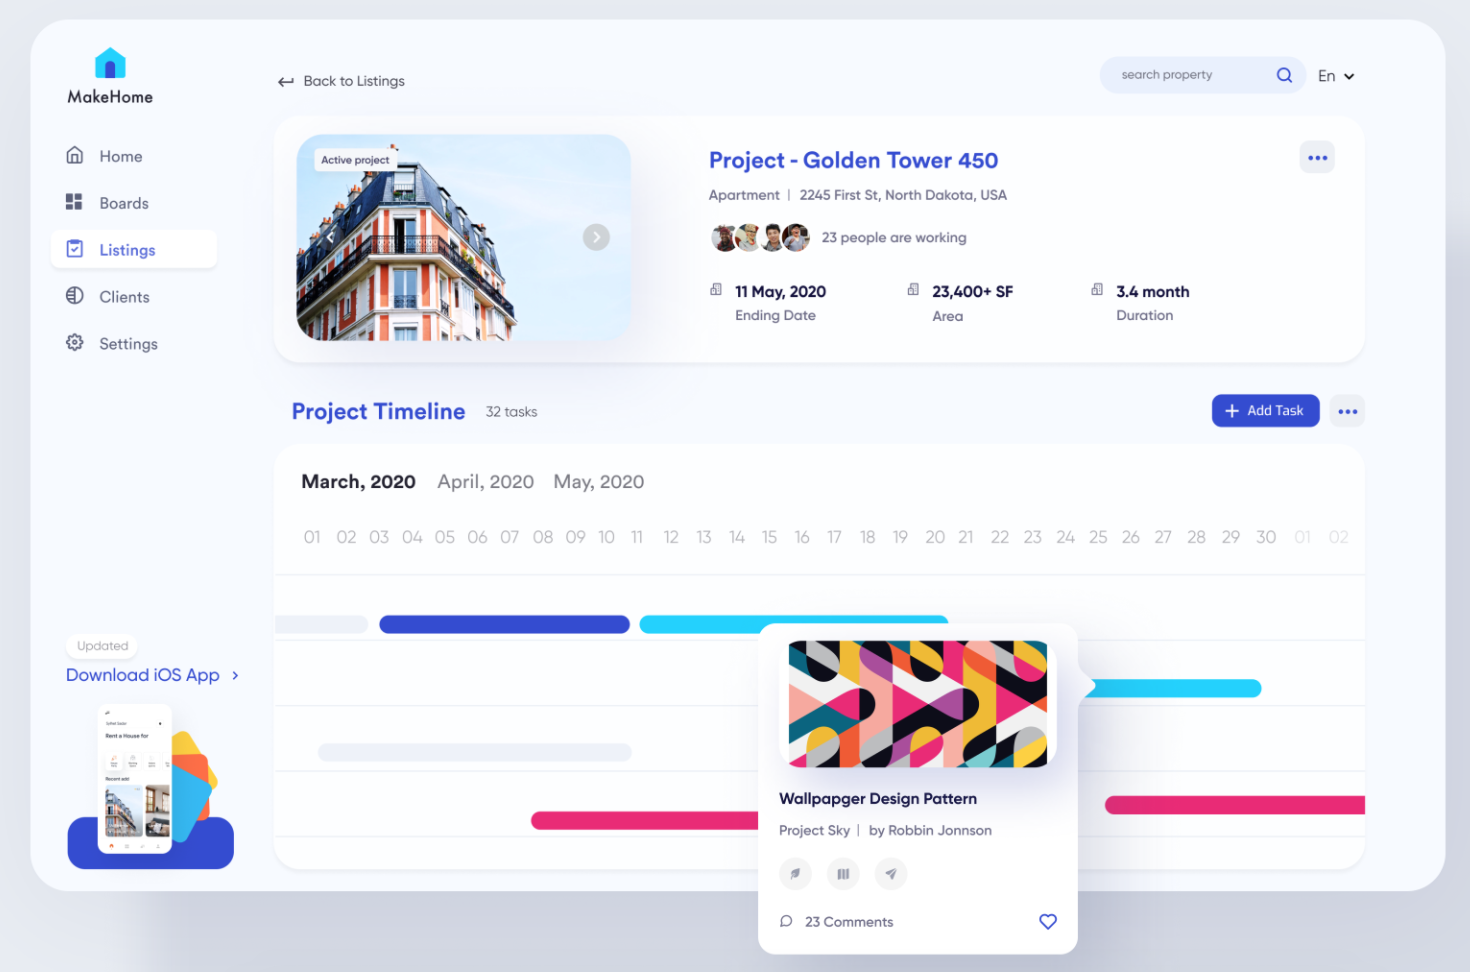 MakeHome
Back to Listings
search property
En
Home
Boards
Listings
Clients
Settings
Active project
Project - Golden Tower 450
Apartment | 2245 First St, North Dakota, USA
23 people are working
11 May, 2020
Ending Date
23,400+ SF
Area
3.4 month
Duration
Project Timeline
32 tasks
+ Add Task
March, 2020 April, 2020 May, 2020
01 02 03 04 05 06 07 08 09 10 11 12 13 14 15 16 17 18 19 20 21 22 23 24 25 26 27 28 29 30 01 02
Updated
Download iOS App
Rent a House for
Recent add
Wallpapger Design Pattern
Project Sky | by Robbin Jonnson
23 Comments